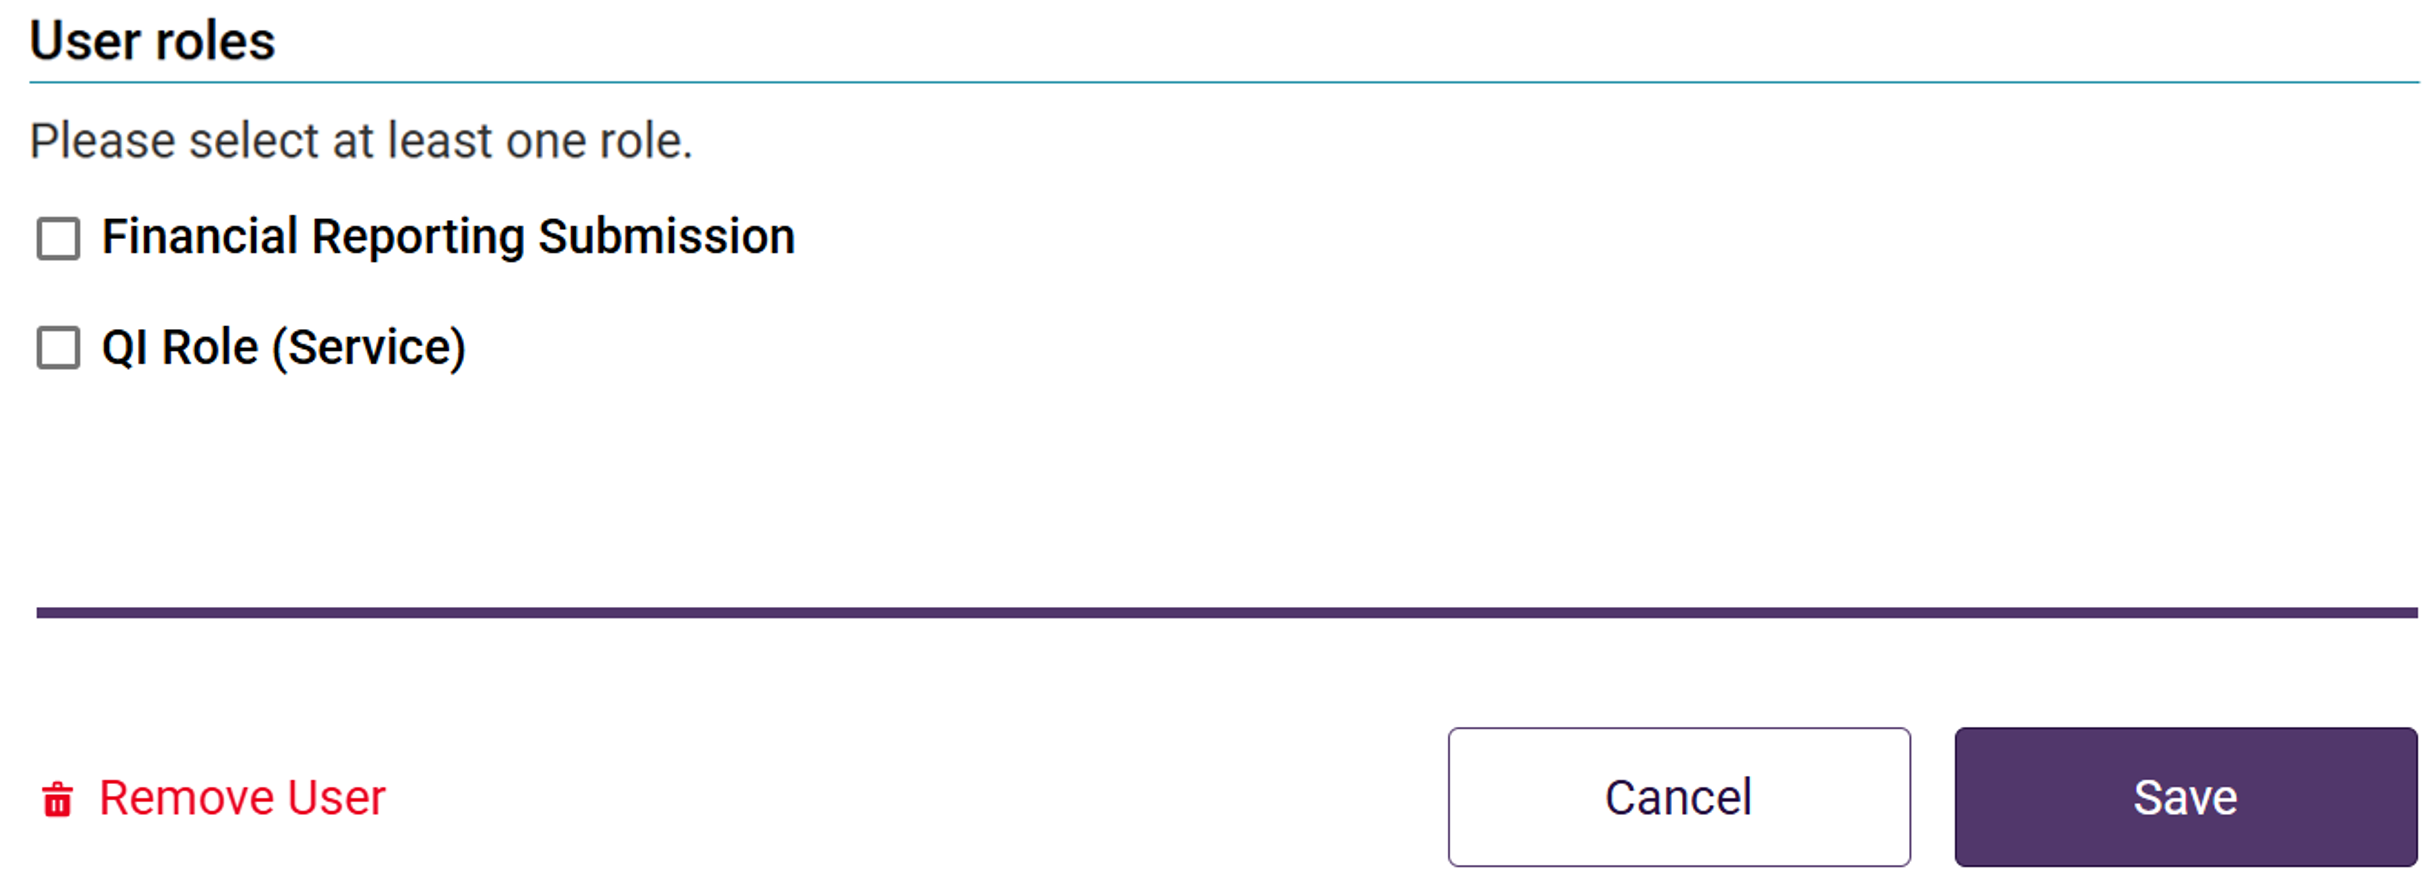 User roles
Please select at least one role.
Financial Reporting Submission
QI Role (Service)
Remove User
Cancel
Save